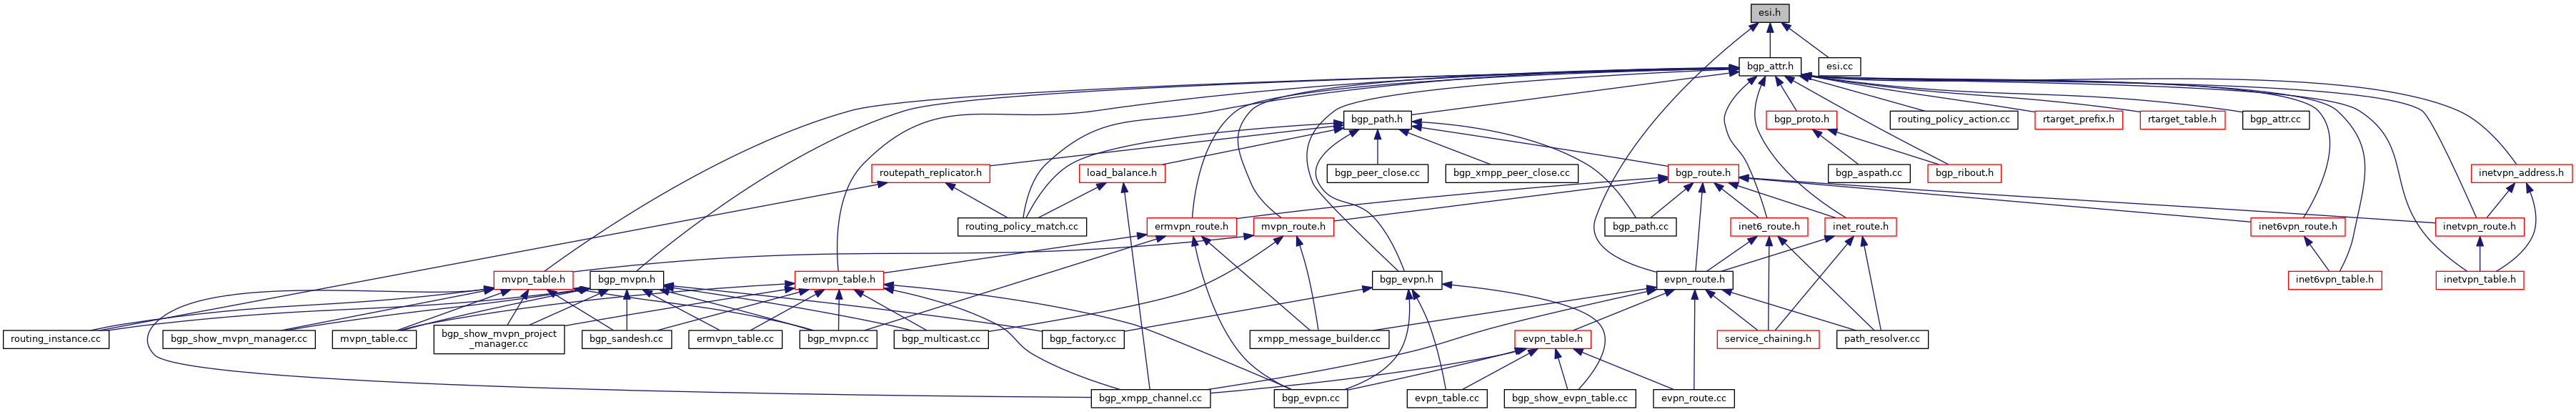 esi.h
bgp_attr.h
esi.cc
bgp_path.h
bgp_proto.h
routing_policy_action.cc
rtarget_prefix.h
rtarget_table.h
bgp_attr.cc
routepath_replicator.h
load_balance.h
bgp_peer_close.cc
bgp_xmpp_peer_close.cc
bgp_route.h
bgp_aspath.cc
bgp_ribout.h
inetvpn_address.h
routing_policy_match.cc
ermvpn_route.h
mvpn_route.h
bgp_path.cc
inet6_route.h
inet_route.h
inet6vpn_route.h
inetvpn_route.h
mvpn_table.h
bgp_mvpn.h
ermvpn_table.h
bgp_evpn.h
evpn_route.h
inet6vpn_table.h
inetvpn_table.h
routing_instance.cc
bgp_show_mvpn_manager.cc
mvpn_table.cc
bgp_show_mvpn_project
_manager.cc
bgp_sandesh.cc
ermvpn_table.cc
bgp_mvpn.cc
bgp_multicast.cc
bgp_factory.cc
xmpp_message_builder.cc
evpn_table.h
service_chaining.h
path_resolver.cc
bgp_xmpp_channel.cc
bgp_evpn.cc
evpn_table.cc
bgp_show_evpn_table.cc
evpn_route.cc